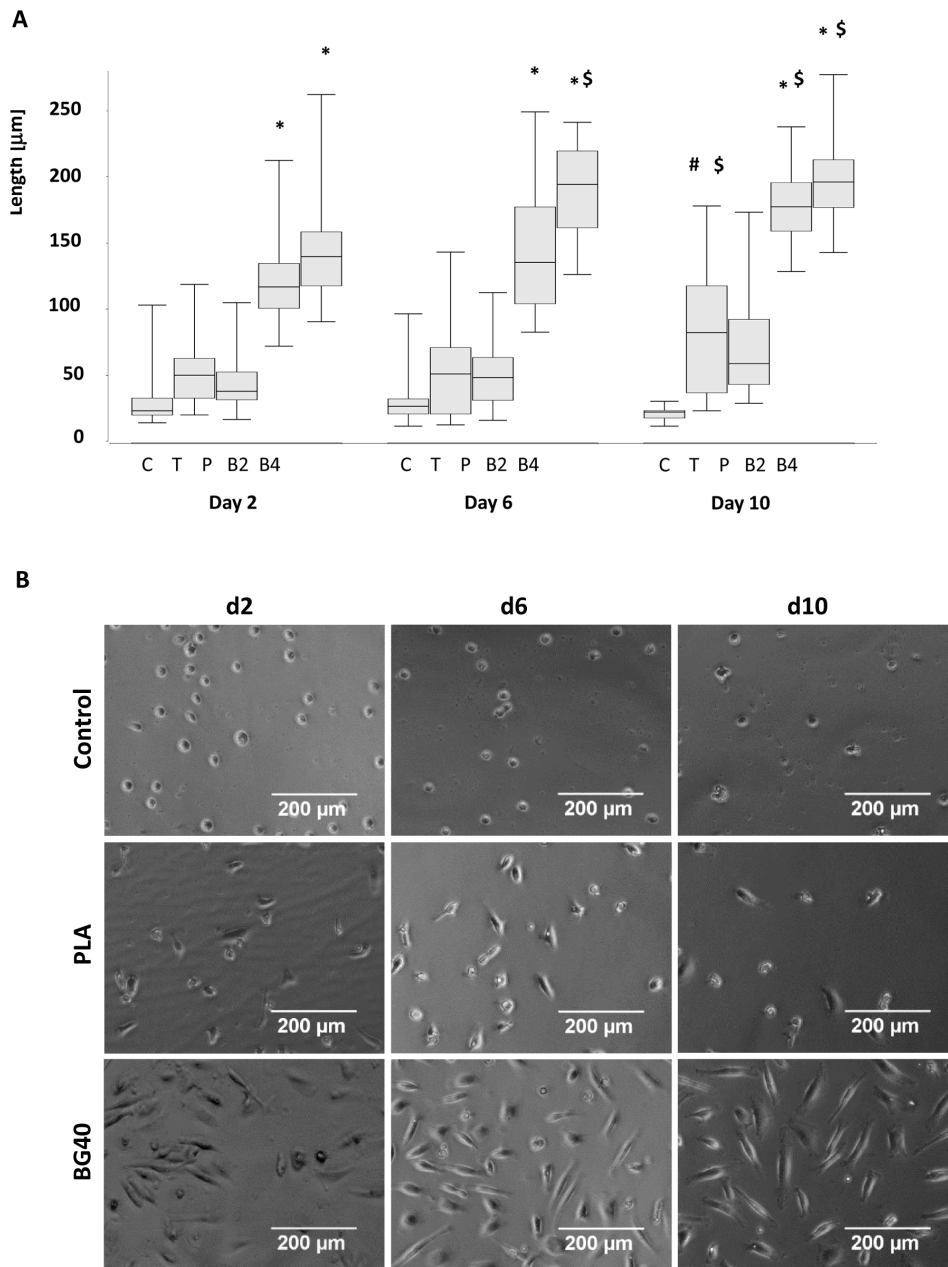 A
* *
* * $
* $ * $
# $
Length [µm]
250
200
150
100
50
0
C T P B2 B4 C T P B2 B4 C T P B2 B4
Day 2 Day 6 Day 10
B
d2 d6 d10
Control
200 µm 200 µm 200 µm
PLA
200 µm 200 µm 200 µm
BG40
200 µm 200 µm 200 µm